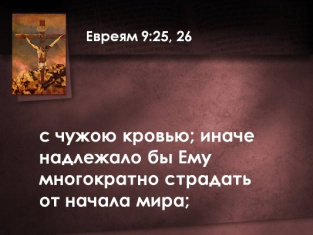 Евреям 9:25, 26
с чужою кровью; иначе
надлежало бы Ему
многократно страдать
от начала мира;